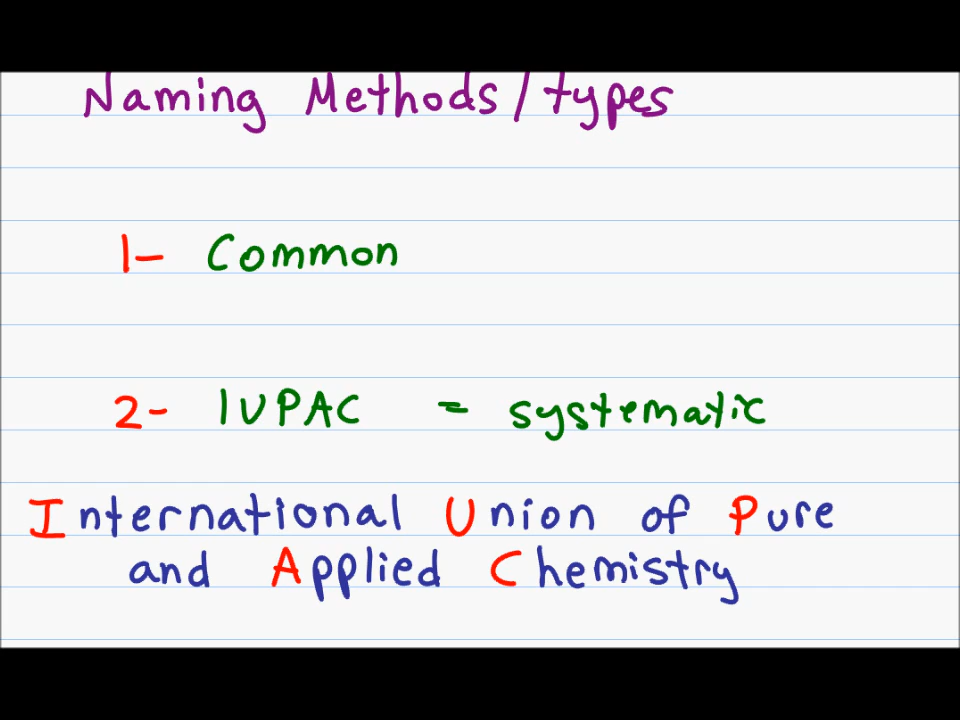 Naming Methods/types
1- Common
2- IUPAC = systematic
International Union of Pure
and Applied Chemistry